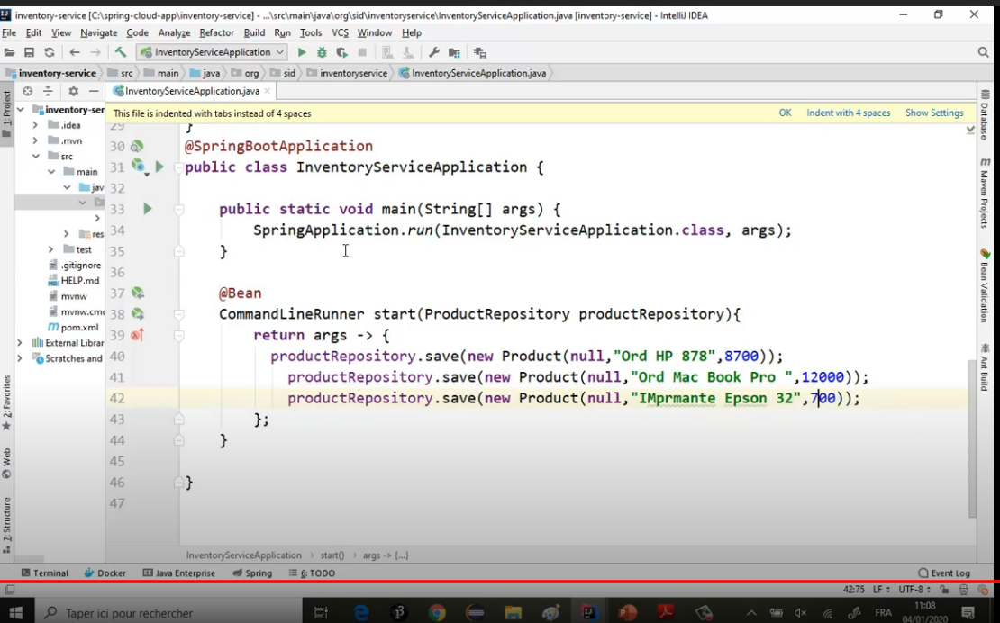 inventory-service [C:\spring-cloud-app\inventory-service] - ...\src\main\java\org\sid\inventoryservice\InventoryServiceApplication.java [inventory-service] - IntelliJ IDEA
File Edit View Navigate Code Analyze Refactor Build Run Tools VCS Window Help
InventoryServiceApplication
inventory-service src main java org sid inventoryservice InventoryServiceApplication.java
1: Project
InventoryServiceApplication.java
This file is indented with tabs instead of 4 spaces OK Indent with 4 spaces Show Settings
inventory-ser
.idea
.mvn
src
main
jav
res
test
.gitignore
HELP.md
mvnw
mvnw.cmd
pom.xml
External Librar
Scratches and
29 }
30 @SpringBootApplication
31 public class InventoryServiceApplication {
32
33 public static void main(String[] args) {
34 SpringApplication.run(InventoryServiceApplication.class, args);
35 }
36
37 @Bean
38 CommandLineRunner start(ProductRepository productRepository){
39 return args -> {
40 productRepository.save(new Product(null,"Ord HP 878",8700));
41 productRepository.save(new Product(null,"Ord Mac Book Pro ",12000));
42 productRepository.save(new Product(null,"IMprmante Epson 32",700));
43 };
44 }
45
46 }
47
Database
Maven Projects
Bean Validation
Ant Build
2: Favorites
Web
7: Structure
InventoryServiceApplication › start() › args -> {...}
Terminal Docker Java Enterprise Spring 6: TODO Event Log
42:75 LF UTF-8
Taper ici pour rechercher
FRA
11:08
04/01/2020